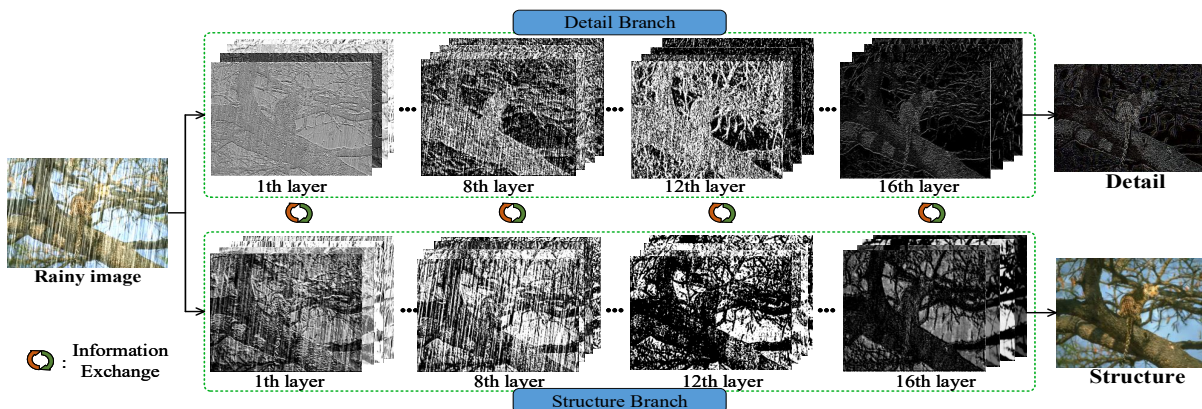 Detail Branch
1th layer
8th layer
12th layer
16th layer
Detail
Rainy image
: Information
Exchange
1th layer
8th layer
12th layer
16th layer
Structure
Structure Branch